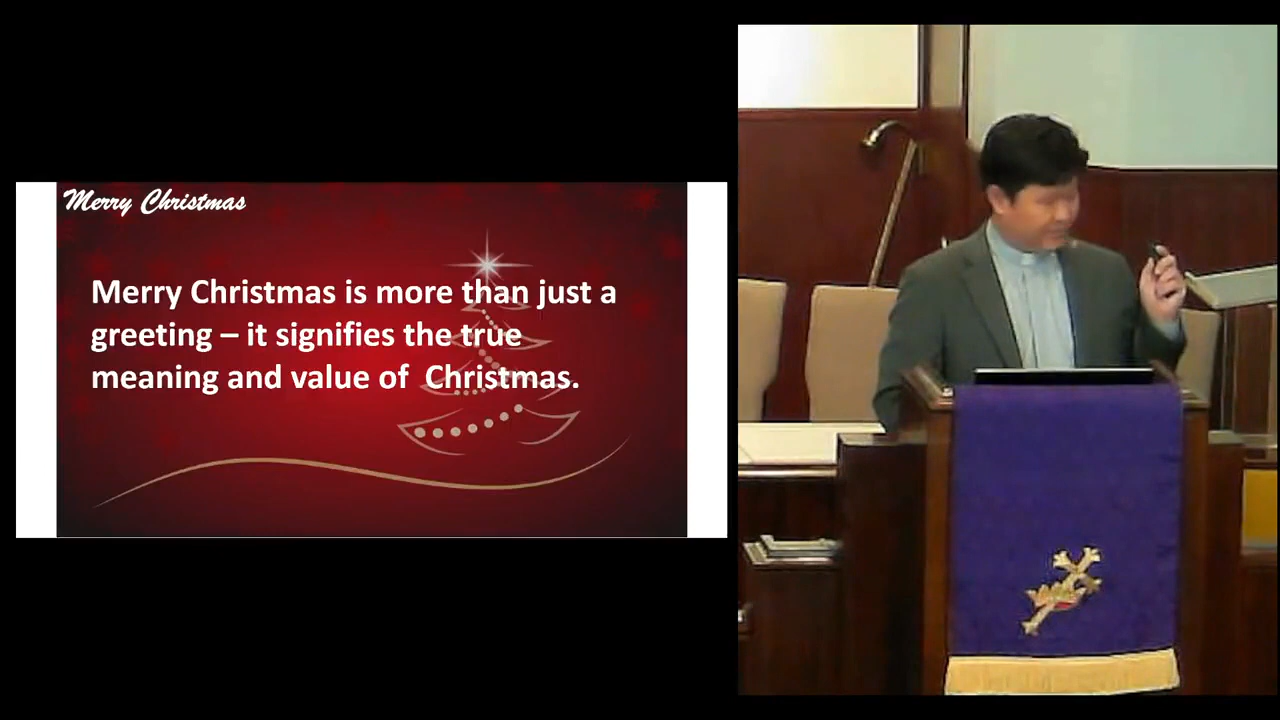 Merry Christmas
Merry Christmas is more than just a
greeting – it signifies the true
meaning and value of  Christmas.